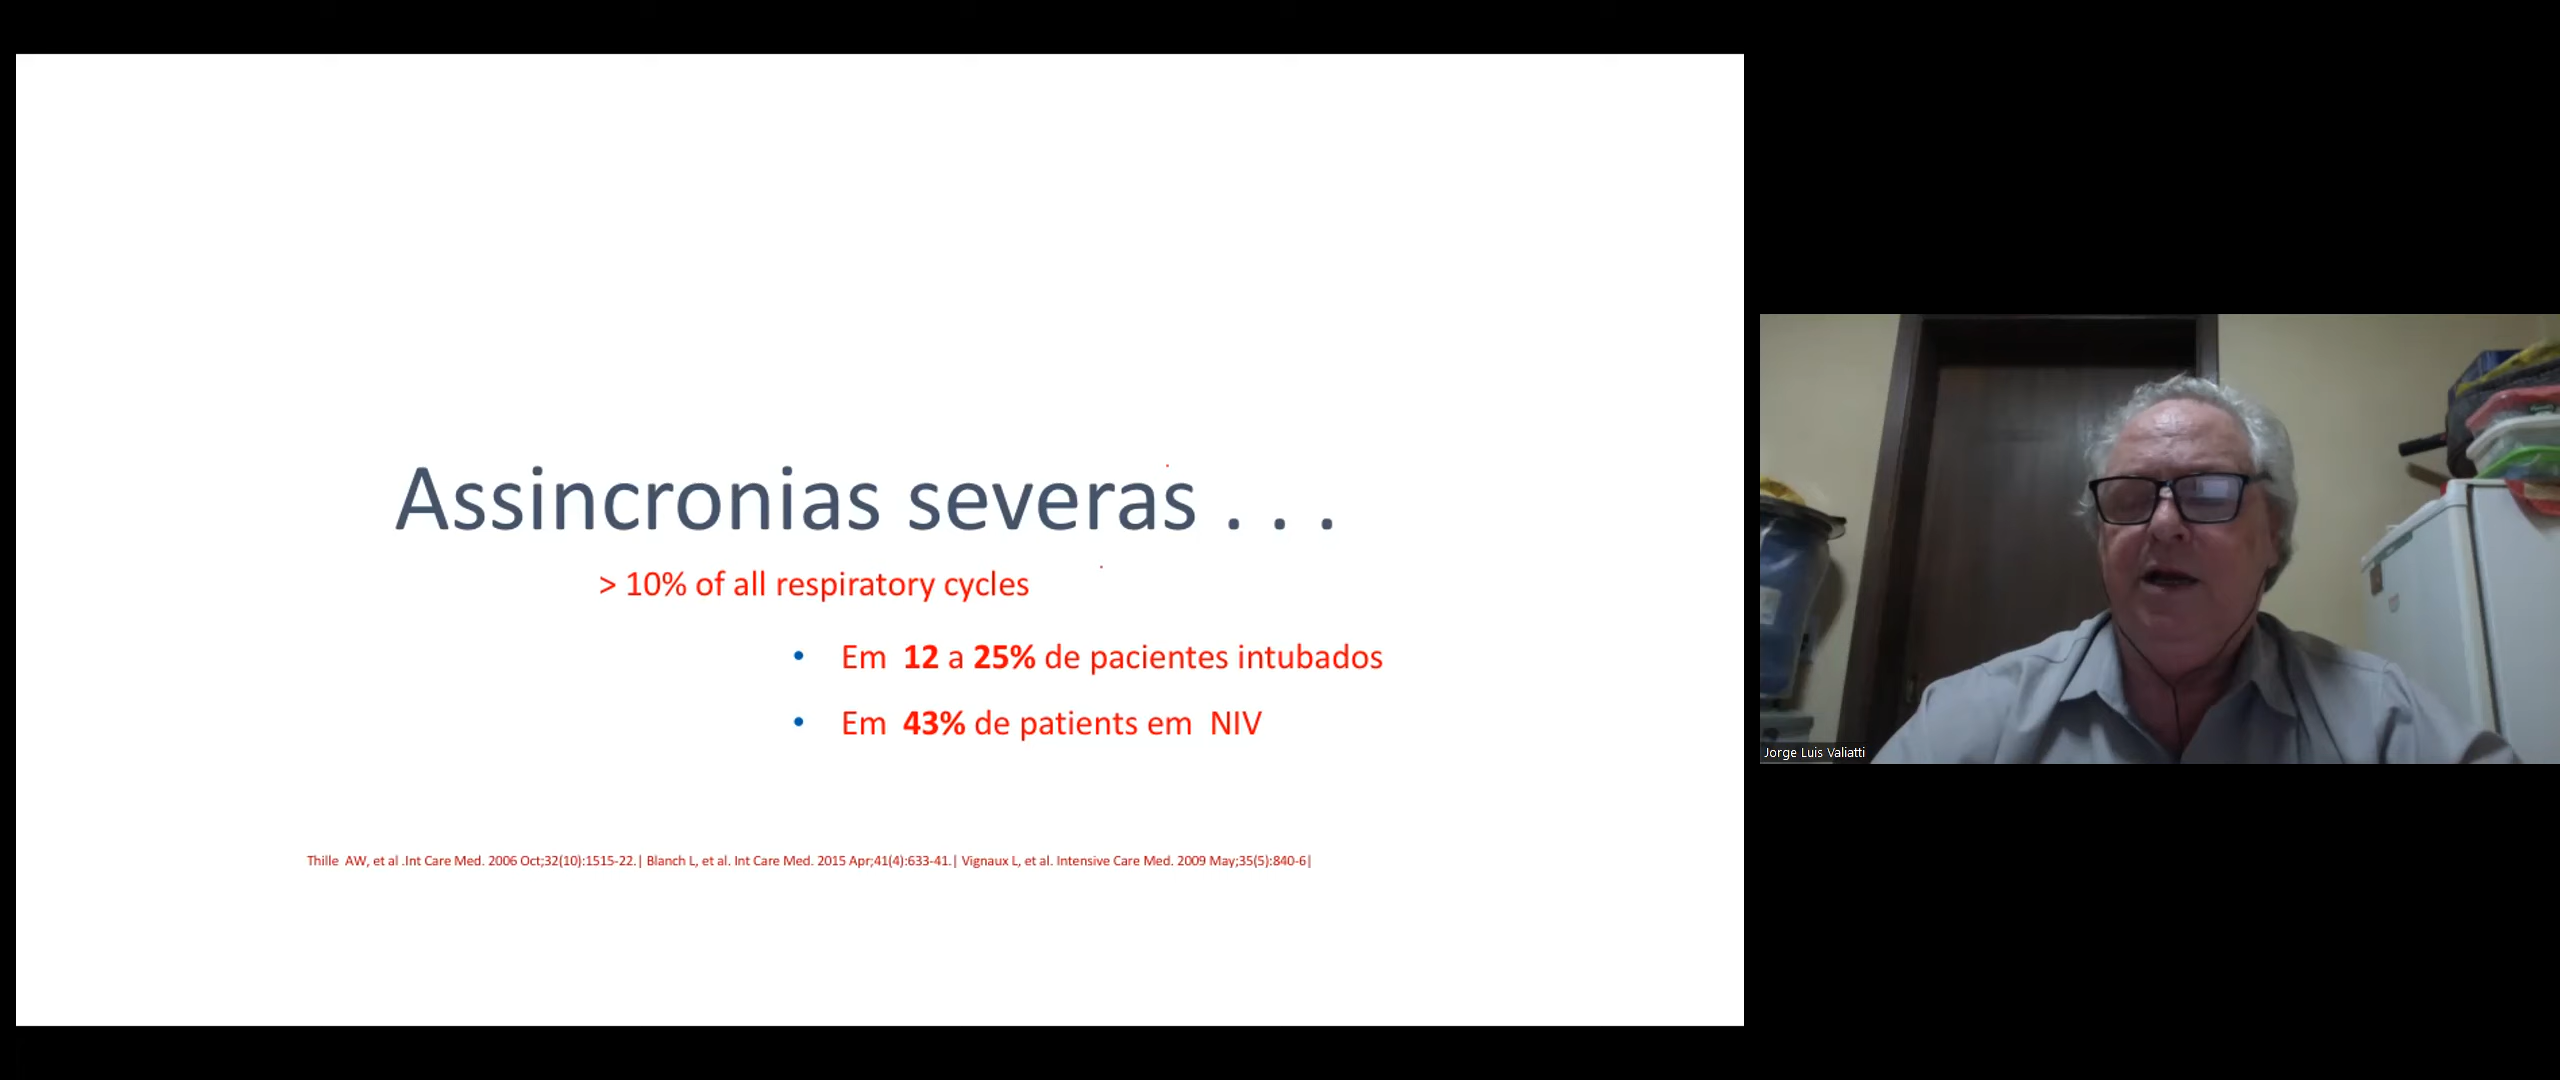 Assincronias severas . . .
> 10% of all respiratory cycles
• Em 12 a 25% de pacientes intubados
• Em 43% de patients em NIV
Thille AW, et al .Int Care Med. 2006 Oct;32(10):1515-22.| Blanch L, et al. Int Care Med. 2015 Apr;41(4):633-41.| Vignaux L, et al. Intensive Care Med. 2009 May;35(5):840-6|
Jorge Luis Valiatti